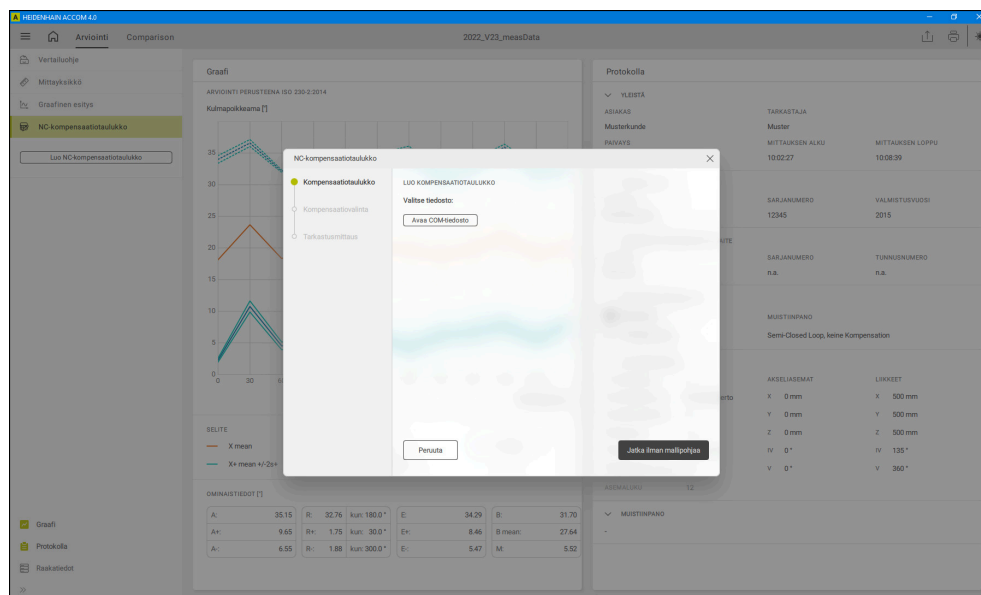 HEIDENHAIN ACCOM 4.0
Arviointi Comparison 2022_V23_measData
Vertailuohje
Mittayksikkö
Graafinen esitys
NC-kompensaatiotaulukko
Luo NC-kompensaatiotaulukko
Graafi
Protokolla
Raakatiedot
Graafi
ARVIOINTI PERUSTEENA ISO 230-2:2014
Kulmapoikkeama ["]
35
30
25
20
15
10
5
0
0 30
SELITE
X mean
X+ mean +/-2s+
OMINAISTIEDOT ["]
A: 35.15 R: 32.76 kun: 180.0 ° E: 34.29 B: 31.70
A+: 9.65 R+: 1.75 kun: 30.0 ° E+: 8.46 B mean: 27.64
A-: 6.55 R-: 1.88 kun: 300.0 ° E-: 5.47 M: 5.52
NC-kompensaatiotaulukko
Kompensaatiotaulukko
Kompensaatiovalinta
Tarkastusmittaus
LUO KOMPENSAATIOTAULUKKO
Valitse tiedosto:
Avaa COM-tiedosto
Peruuta
Jatka ilman mallipohjaa
Protokolla
YLEISTÄ
ASIAKAS TARKASTAJA
Musterkunde Muster
PAIVAYS MITTAUKSEN ALKU MITTAUKSEN LOPPU
10:02:27 10:08:39
SARJANUMERO VALMISTUSVUOSI
12345 2015
SARJANUMERO TUNNUSNUMERO
n.a. n.a.
MUISTIINPANO
Semi-Closed Loop, keine Kompensation
AKSELIASEMAT LIIKKEET
X 0 mm X 500 mm
Y 0 mm Y 500 mm
Z 0 mm Z 500 mm
IV 0 ° IV 135 °
V 0 ° V 360 °
ASEMALUKU 12
MUISTIINPANO
-